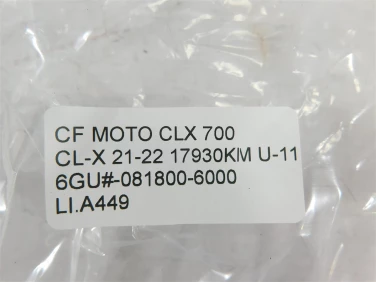 CF MOTO CLX 700
CL-X 21-22 17930KM U-11
6GU#-081800-6000
LI.A449